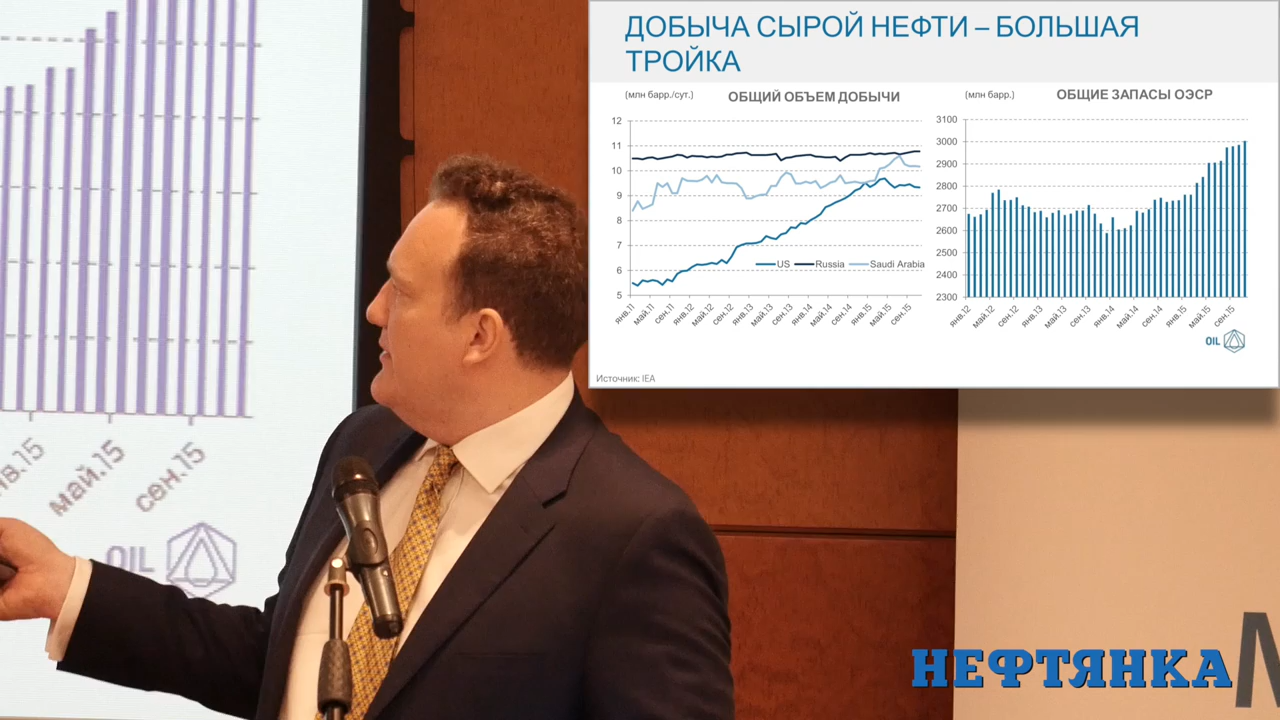 ДОБЫЧА СЫРОЙ НЕФТИ – БОЛЬШАЯ
ТРОЙКА
(млн барр./сут.)
ОБЩИЙ ОБЪЕМ ДОБЫЧИ
12
11
10
9
8
7
6
5
US
Russia
Saudi Arabia
янв.11
май.11
сен.11
янв.12
май.12
сен.12
янв.13
май.13
сен.13
янв.14
май.14
сен.14
янв.15
май.15
сен.15
(млн барр.)
ОБЩИЕ ЗАПАСЫ ОЭСР
3100
3000
2900
2800
2700
2600
2500
2400
2300
янв.12
май.12
сен.12
янв.13
май.13
сен.13
янв.14
май.14
сен.14
янв.15
май.15
сен.15
OIL
Источник: IEA
нв.15
май.15
сен.15
OIL
НЕФТЯНКА